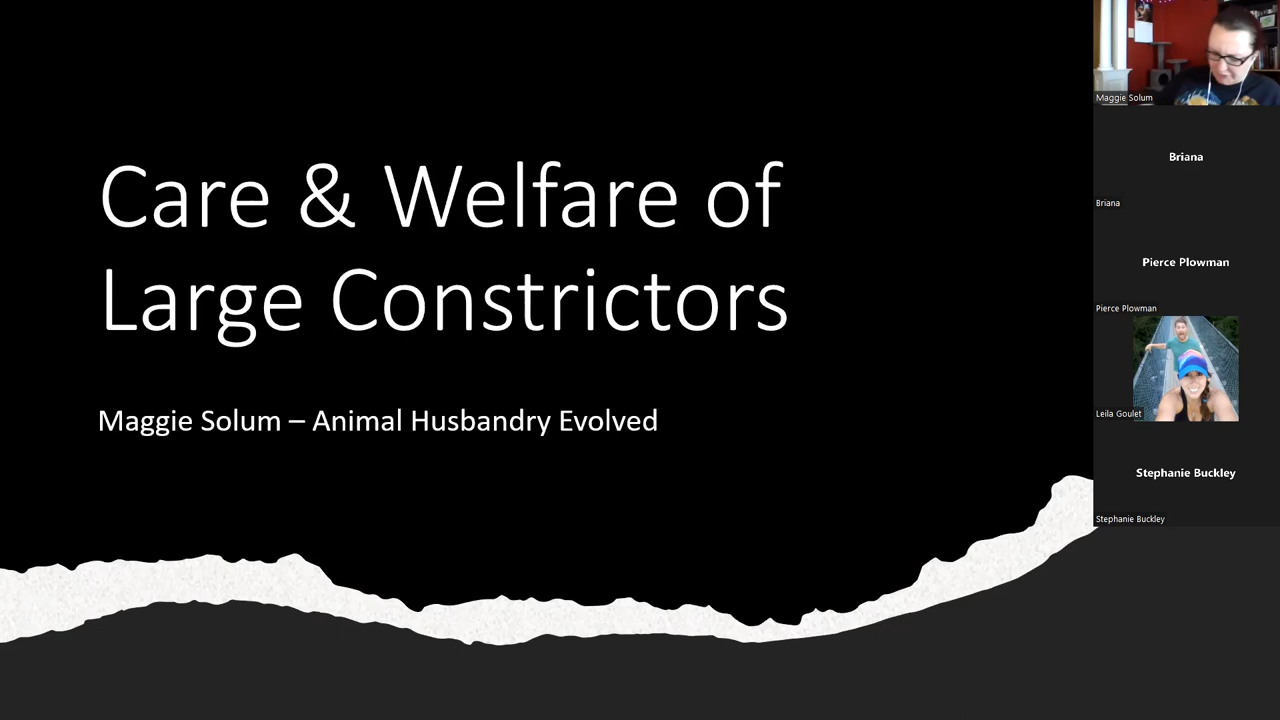 Care & Welfare of
Large Constrictors
Maggie Solum – Animal Husbandry Evolved
Maggie Solum
Briana
Briana
Pierce Plowman
Pierce Plowman
Leila Goulet
Stephanie Buckley
Stephanie Buckley